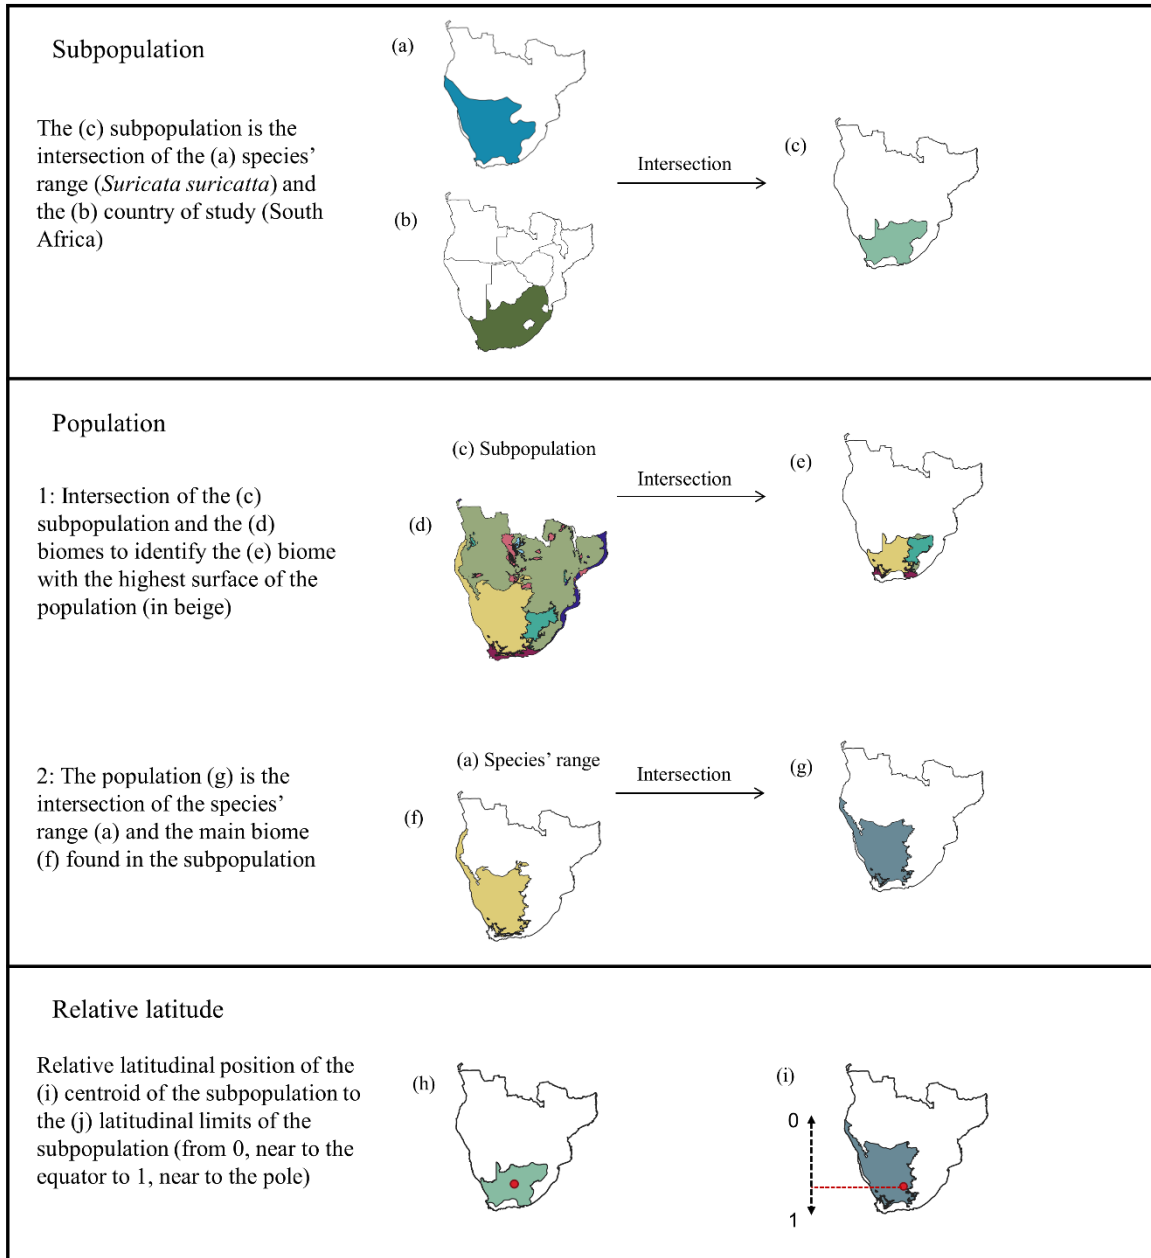 Subpopulation
The (c) subpopulation is the
intersection of the (a) species’
range (Suricata suricatta) and
the (b) country of study (South
Africa)
(a)
(b)
Intersection
(c)
Population
1: Intersection of the (c)
subpopulation and the (d)
biomes to identify the (e) biome
with the highest surface of the
population (in beige)
(c) Subpopulation
(d)
Intersection
(e)
2: The population (g) is the
intersection of the species’
range (a) and the main biome
(f) found in the subpopulation
(a) Species’ range
(f)
Intersection
(g)
Relative latitude
Relative latitudinal position of the
(i) centroid of the subpopulation to
the (j) latitudinal limits of the
subpopulation (from 0, near to the
equator to 1, near to the pole)
(h)
(i)
0
1